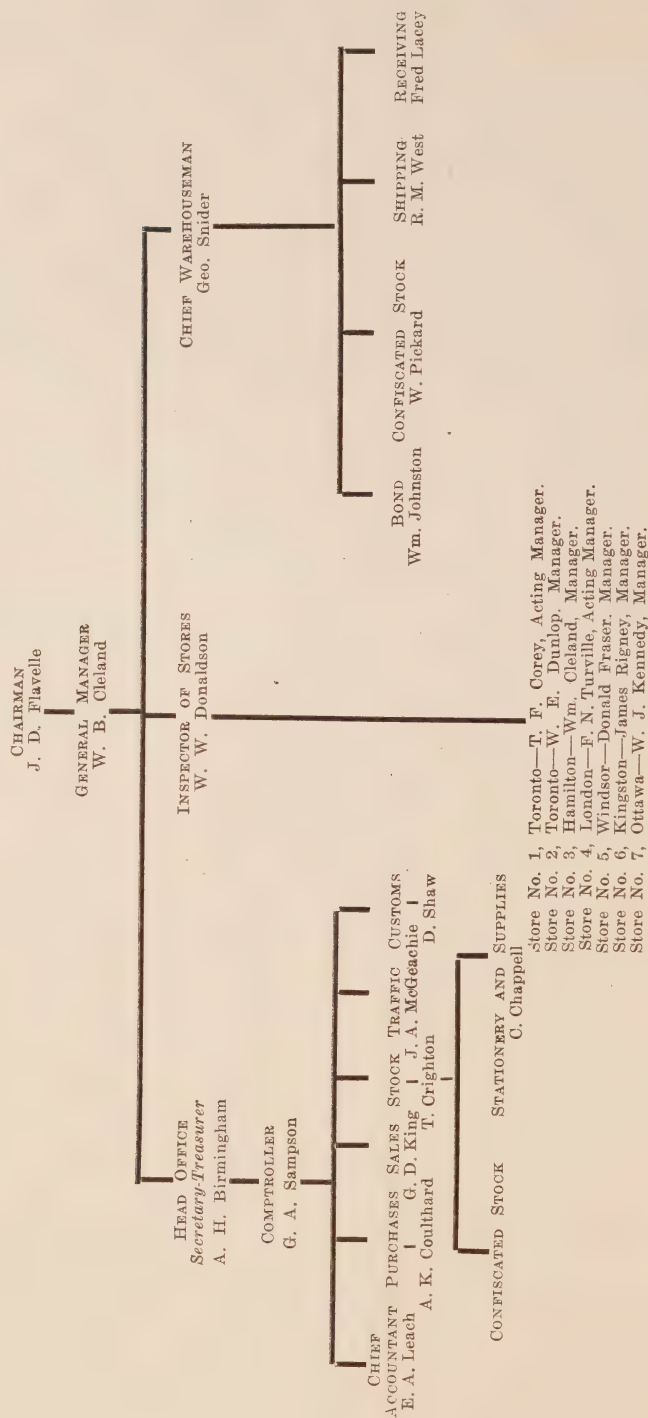 CHAIRMAN
J. D. Flavelle
GENERAL MANAGER
W. B. Cleland
HEAD OFFICE
Secretary-Treasurer
A. H. Birmingham
INSPECTOR OF STORES
W. W. Donaldson
CHIEF WAREHOUSEMAN
Geo. Snider
COMPTROLLER
G. A. Sampson
CHIEF
ACCOUNTANT PURCHASES SALES STOCK TRAFFIC CUSTOMS
E. A. Leach G. D. King J. A. McGeachie
A. K. Coulthard T. Crighton D. Shaw
BOND CONFISCATED STOCK SHIPPING RECEIVING
Wm. Johnston W. Pickard R. M. West Fred Lacey
CONFISCATED STOCK STATIONERY AND SUPPLIES
C. Chappell
Store No. 1, Toronto—T. F. Corey, Acting Manager.
Store No. 2, Toronto—W. E. Dunlop. Manager.
Store No. 3, Hamilton—Wm. Cleland, Manager.
Store No. 4, London—F. N. Turville, Acting Manager.
Store No. 5, Windsor—Donald Fraser. Manager.
Store No. 6, Kingston—James Rigney, Manager.
Store No. 7, Ottawa—W. J. Kennedy, Manager.